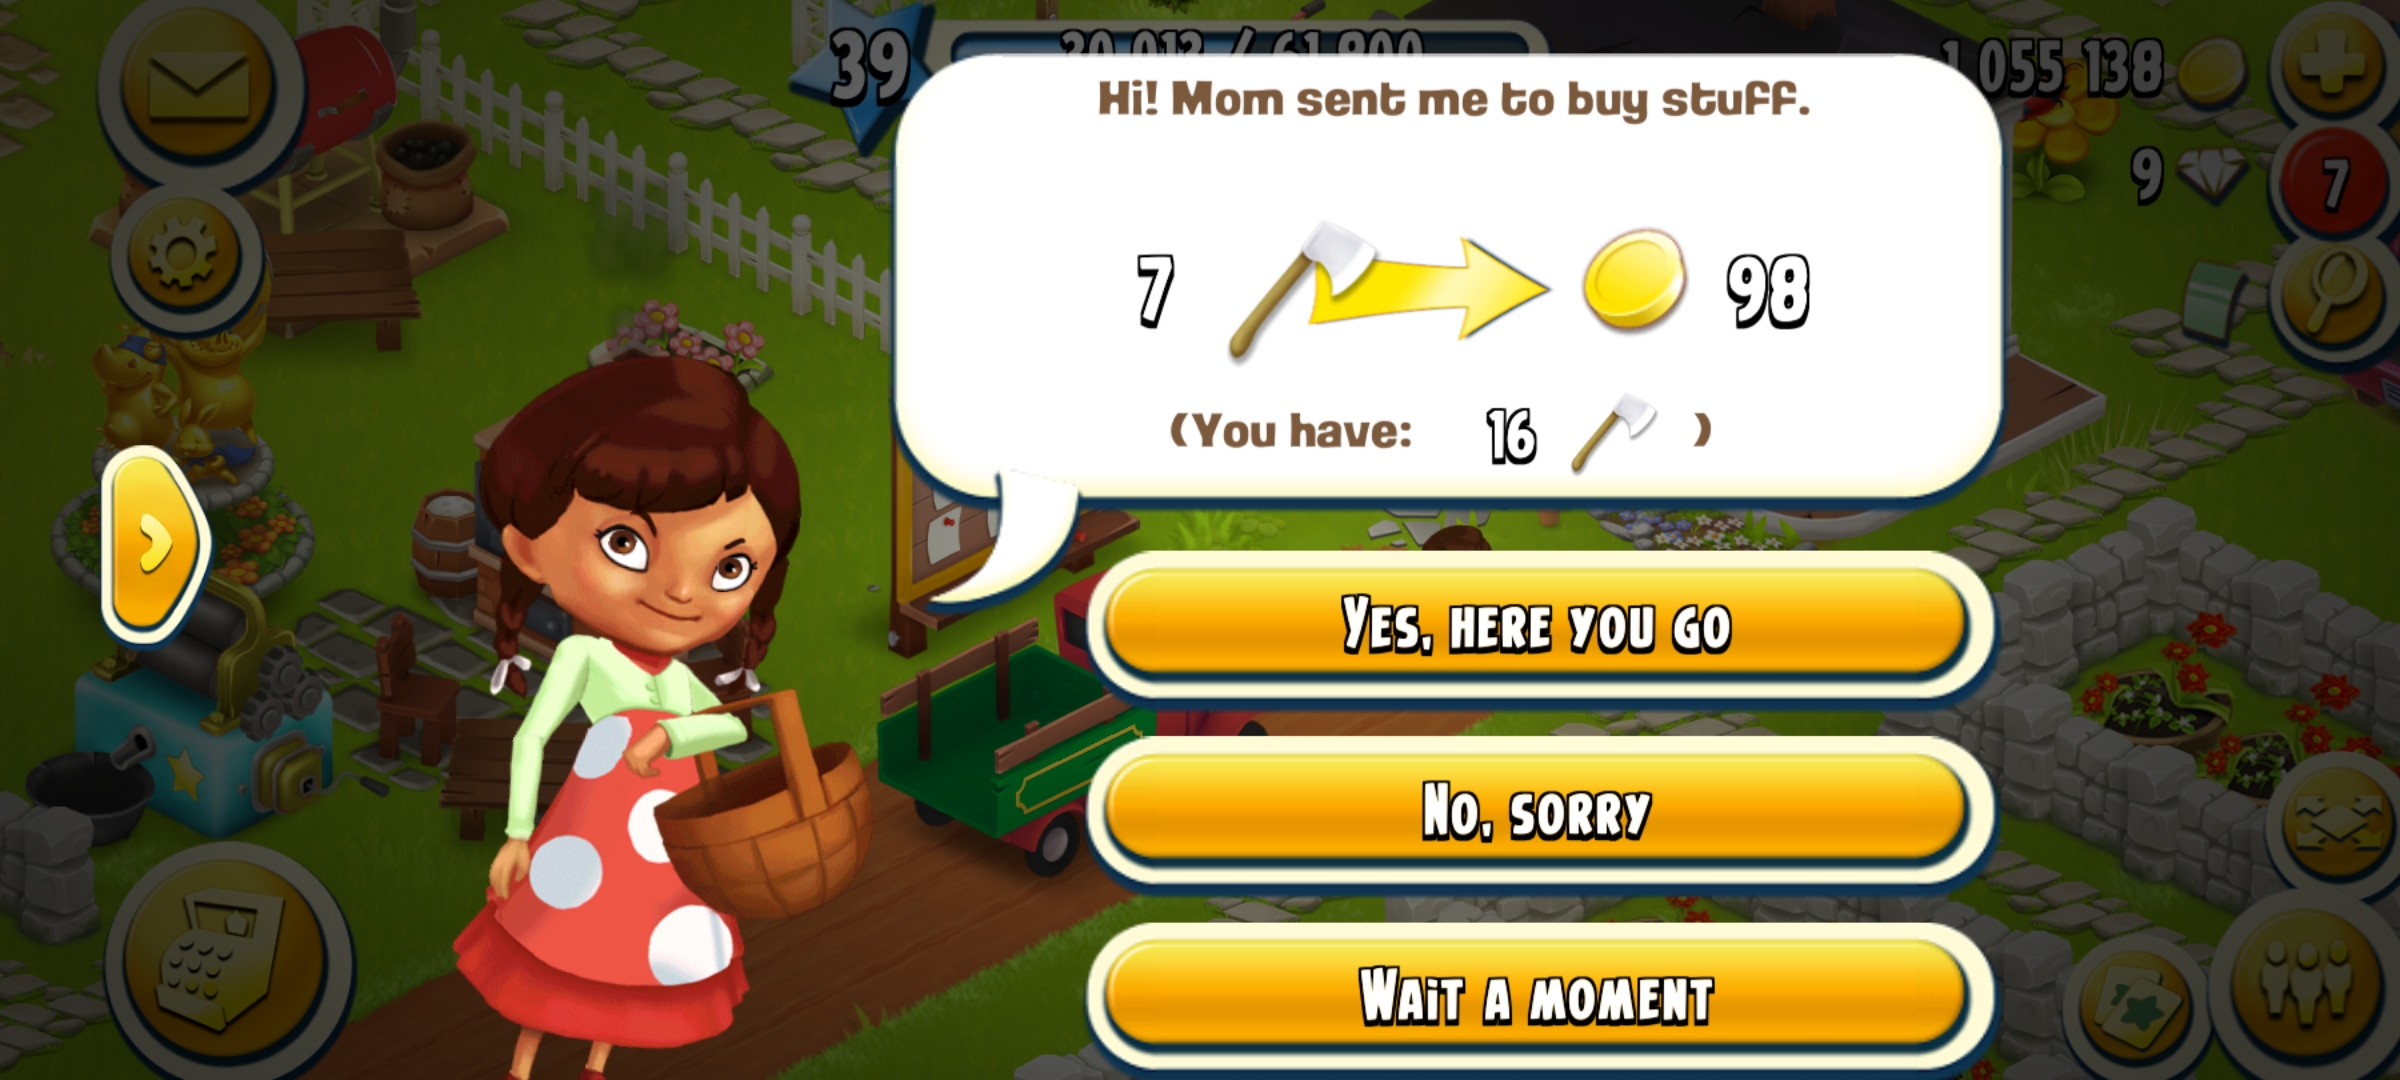 39
1 055 138
Hi! Mom sent me to buy stuff.
9
7
7 98
(You have: 16 )
Yes, here you go
No, sorry
Wait a moment